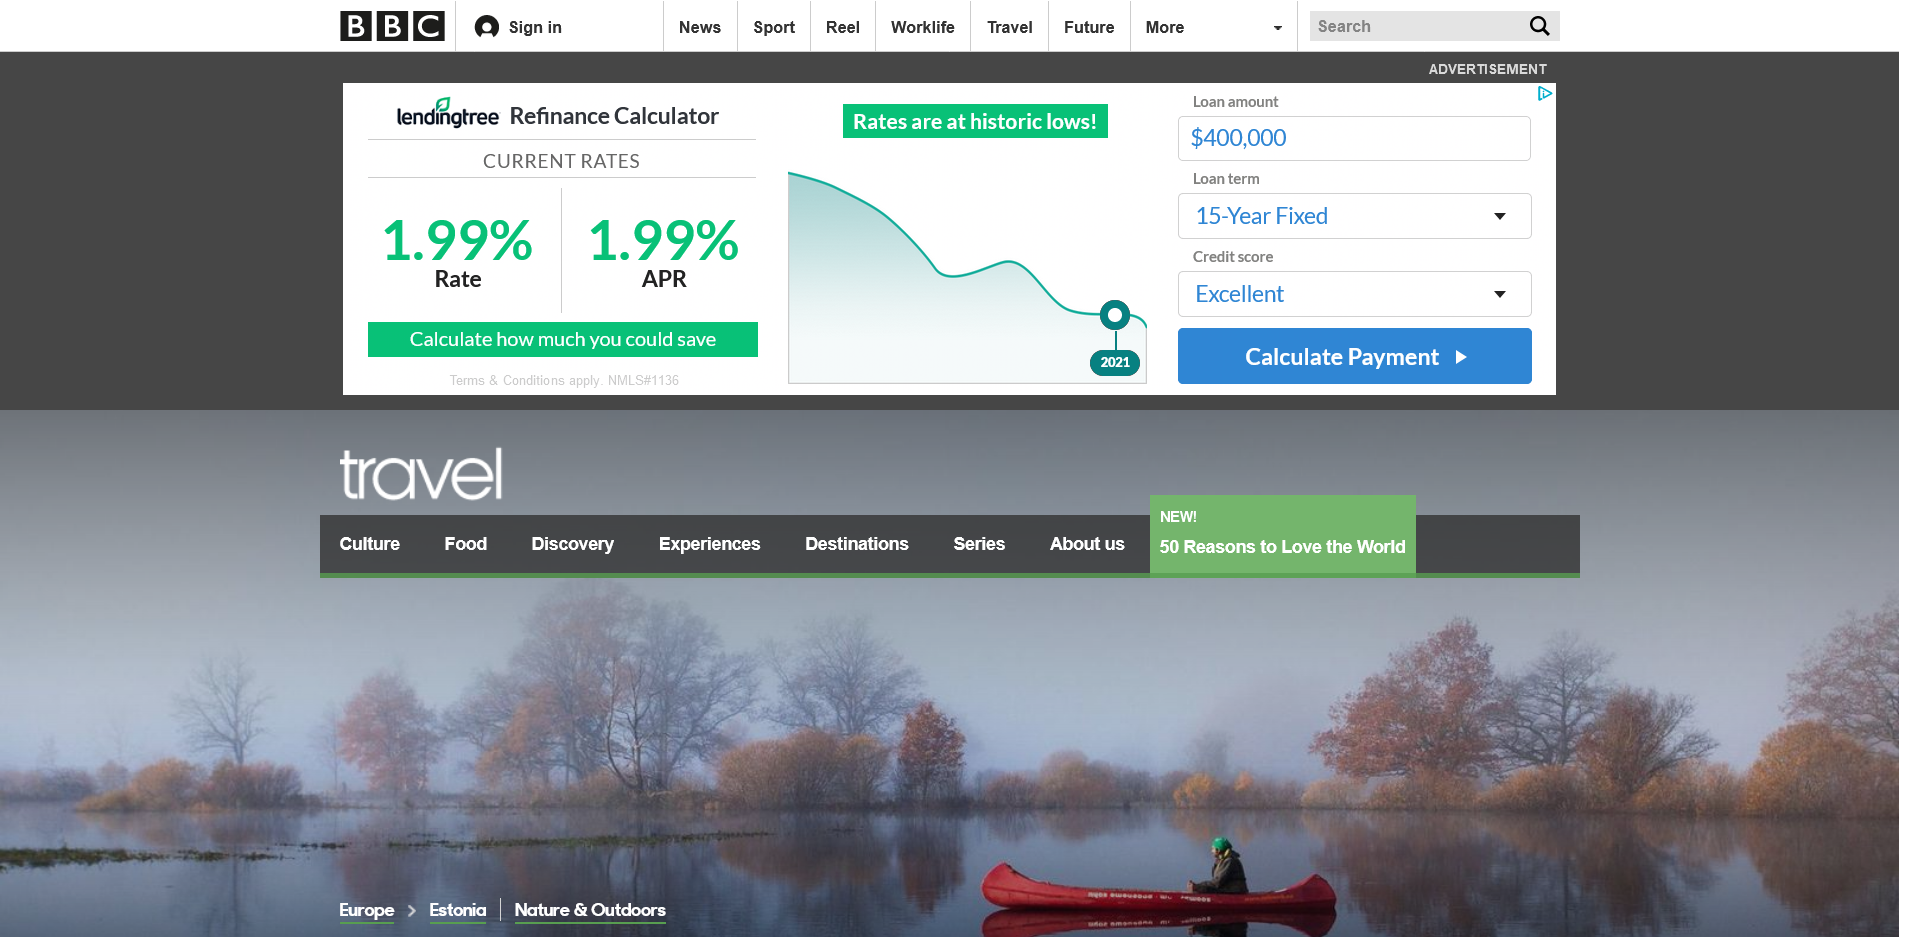 BBC
Sign in
News
Sport
Reel
Worklife
Travel
Future
More
Search
ADVERTISEMENT
lendingtree Refinance Calculator
CURRENT RATES
1.99%
Rate
1.99%
APR
Calculate how much you could save
Terms & Conditions apply. NMLS#1136
Rates are at historic lows!
2021
Loan amount
$400,000
Loan term
15-Year Fixed
Credit score
Excellent
Calculate Payment
travel
Culture
Food
Discovery
Experiences
Destinations
Series
About us
NEW!
50 Reasons to Love the World
Europe
Estonia
Nature & Outdoors